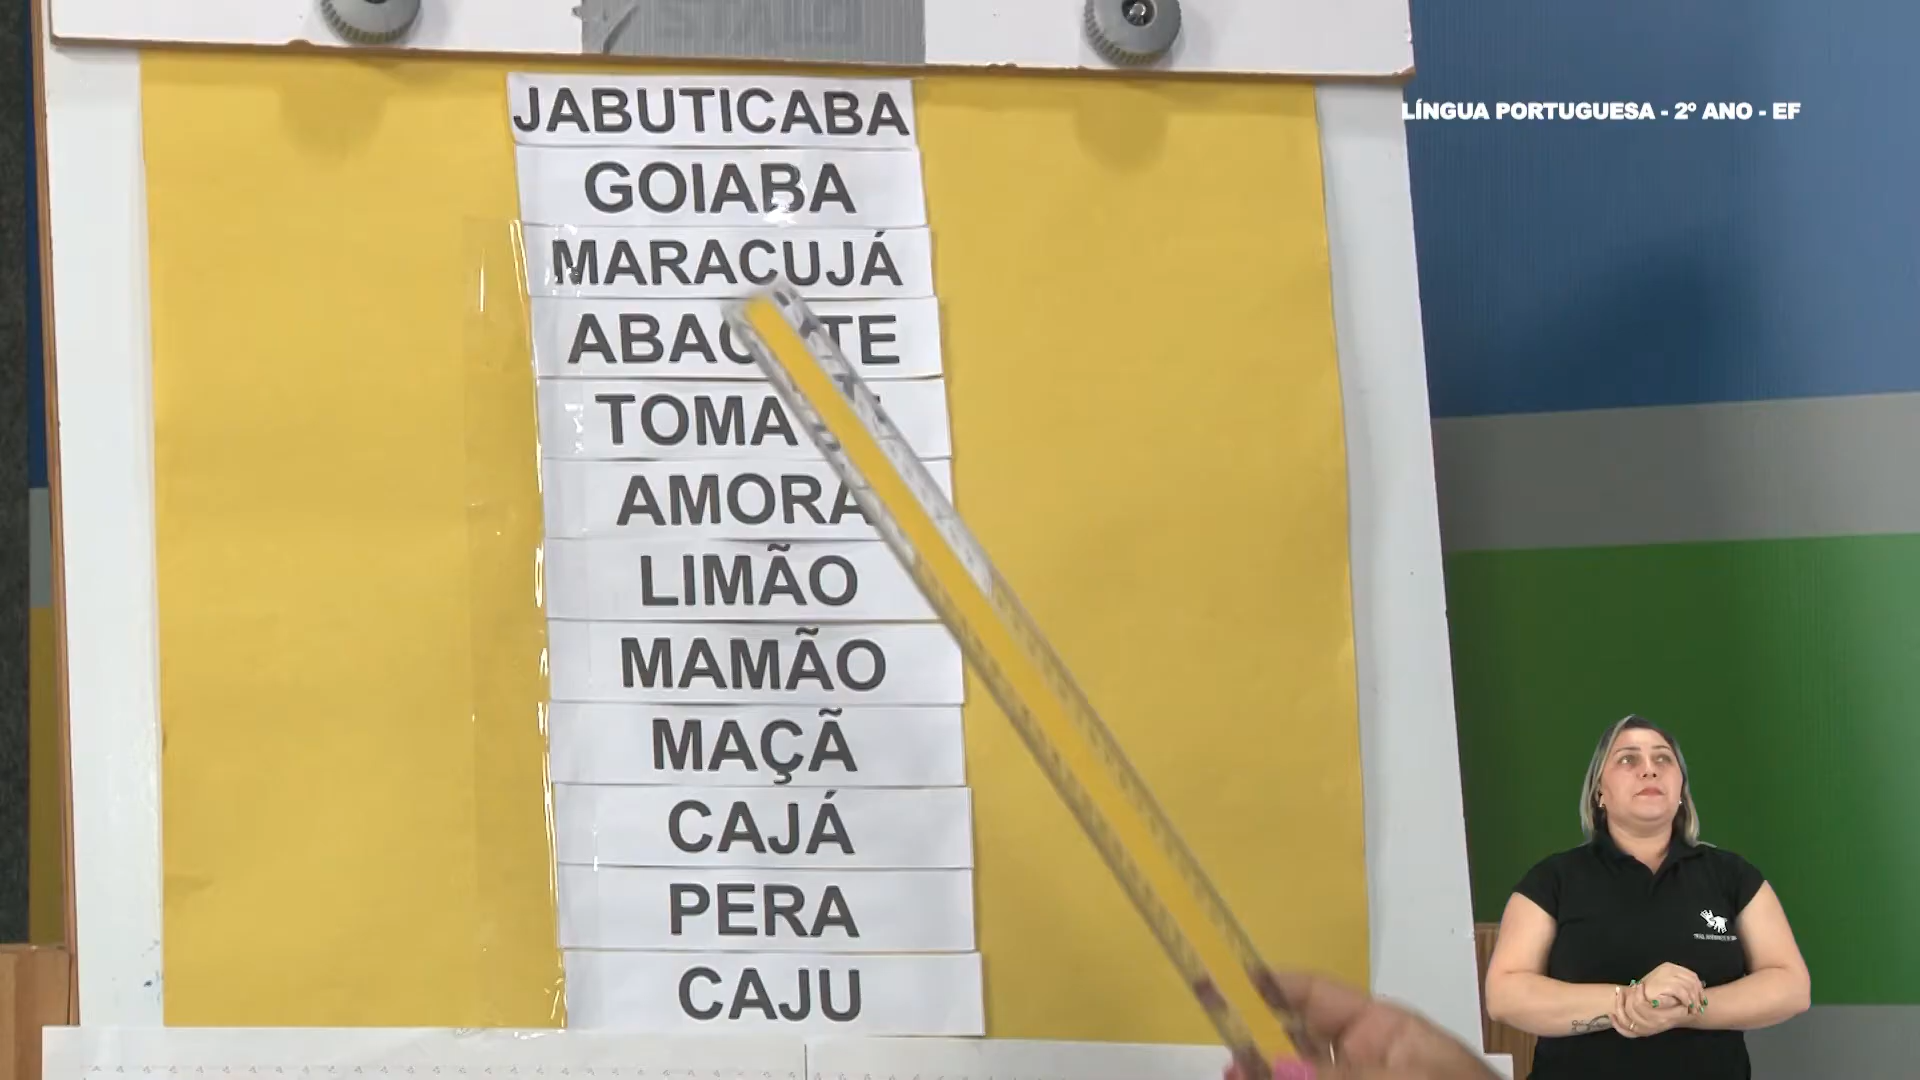 JABUTICABA
LÍNGUA PORTUGUESA - 2º ANO - EF
GOIABA
MARACUJÁ
AMORA
LIMÃO
MAMÃO
MAÇÃ
CAJÁ
PERA
CAJU